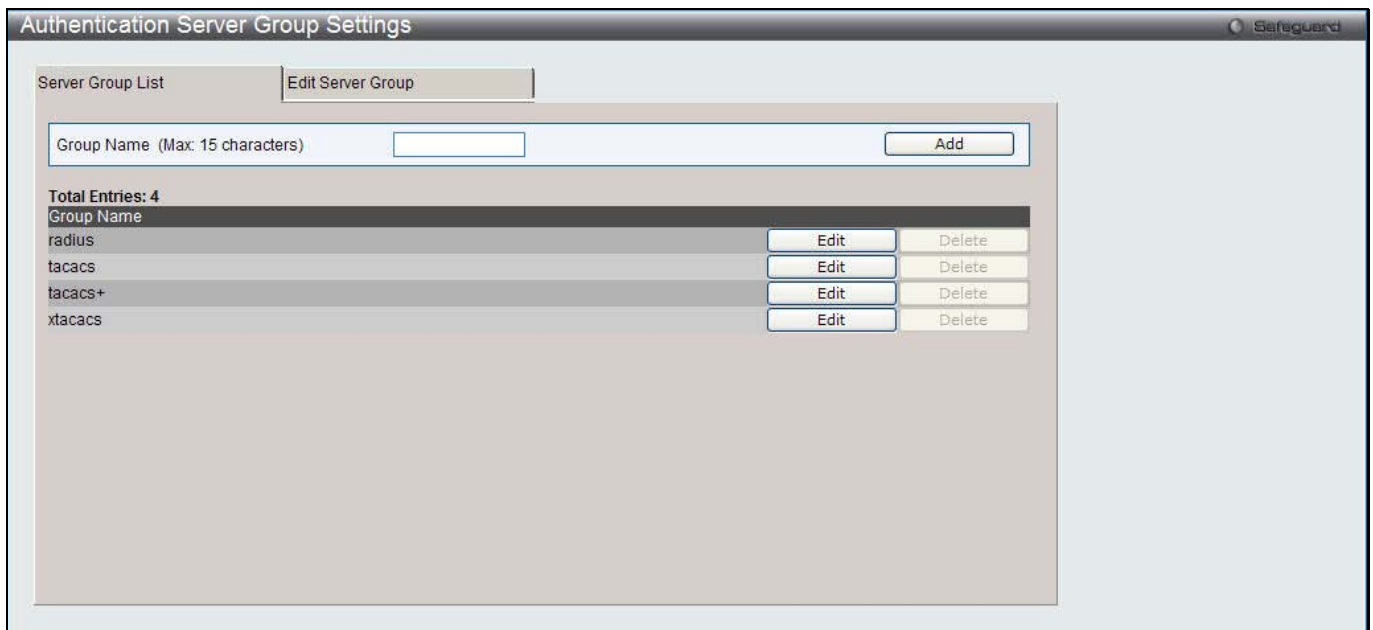 Authentication Server Group Settings
Safeguard
Server Group List
Edit Server Group
Group Name (Max: 15 characters)
Add
Total Entries: 4
Group Name
radius
Edit
Delete
tacacs
Edit
Delete
tacacs+
Edit
Delete
xtacacs
Edit
Delete